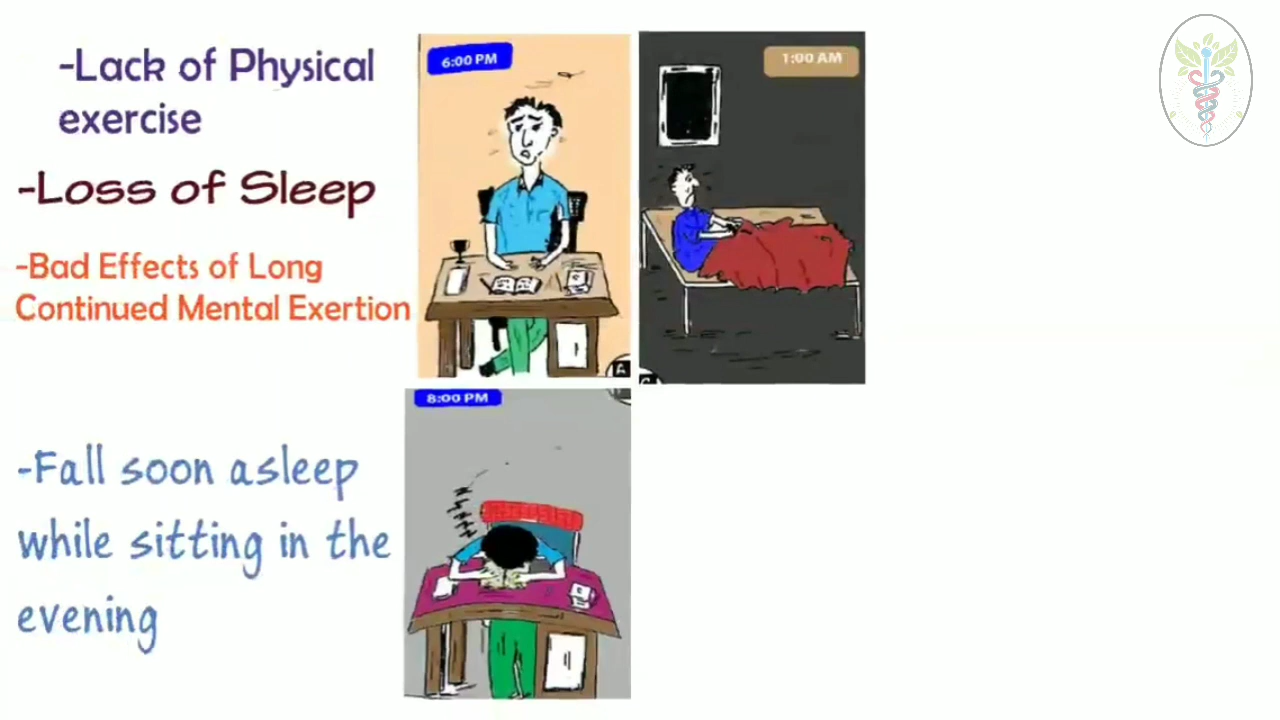 -Lack of Physical
exercise
-Loss of Sleep
-Bad Effects of Long
Continued Mental Exertion
-Fall soon asleep
while sitting in the
evening
6:00 PM
1:00 AM
A
8:00 PM